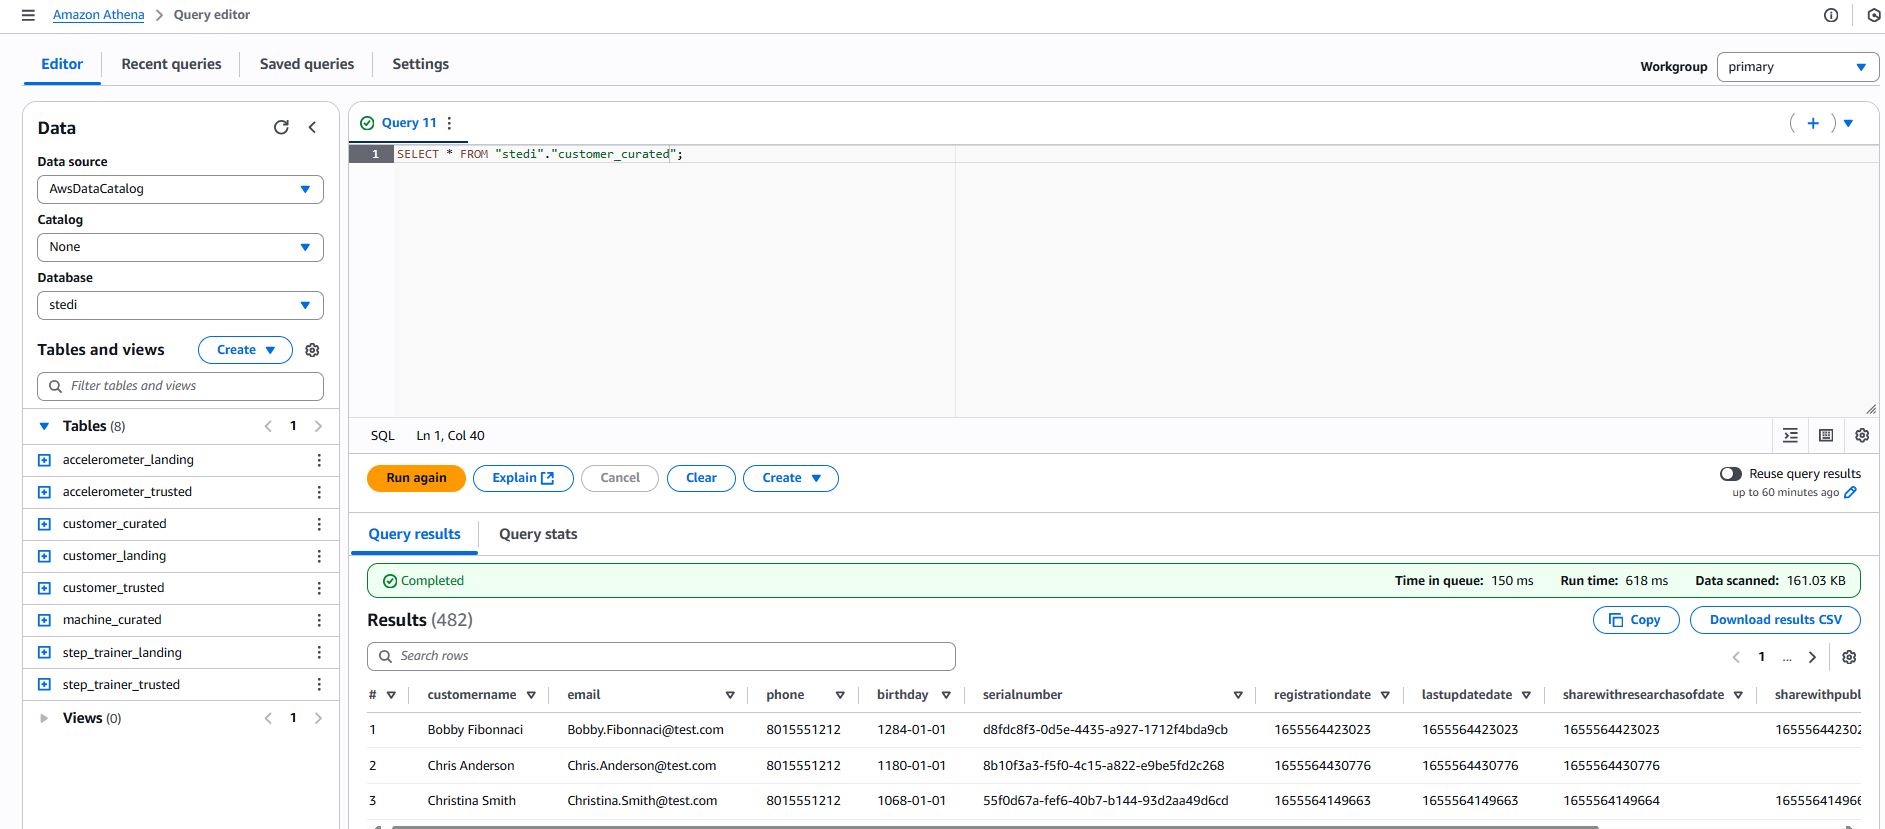 Amazon Athena > Query editor
Editor Recent queries Saved queries Settings
Workgroup primary
Data
Data source
AwsDataCatalog
Catalog
None
Database
stedi
Tables and views Create
Filter tables and views
Tables (8) < 1 >
accelerometer_landing
accelerometer_trusted
customer_curated
customer_landing
customer_trusted
machine_curated
step_trainer_landing
step_trainer_trusted
Views (0) < 1 >
Query 11
1 SELECT * FROM "stedi"."customer_curated";
SQL Ln 1, Col 40
Run again Explain Cancel Clear Create
Reuse query results
up to 60 minutes ago
Query results Query stats
Completed Time in queue: 150 ms Run time: 618 ms Data scanned: 161.03 KB
Results (482) Copy Download results CSV
Search rows < 1 ... >
# customername email phone birthday serialnumber registrationdate lastupdatedate sharewithresearchasofdate sharewithpubl
1 Bobby Fibonnaci Bobby.Fibonnaci@test.com 8015551212 1284-01-01 d8fdc8f3-0d5e-4435-a927-1712f4bda9cb 1655564423023 1655564423023 1655564423023 165556442302
2 Chris Anderson Chris.Anderson@test.com 8015551212 1180-01-01 8b10f3a3-f5f0-4c15-a822-e9be5fd2c268 1655564430776 1655564430776 1655564430776
3 Christina Smith Christina.Smith@test.com 8015551212 1068-01-01 55f0d67a-fef6-40b7-b144-93d2aa49d6cd 1655564149663 1655564149663 1655564149664 165556414966